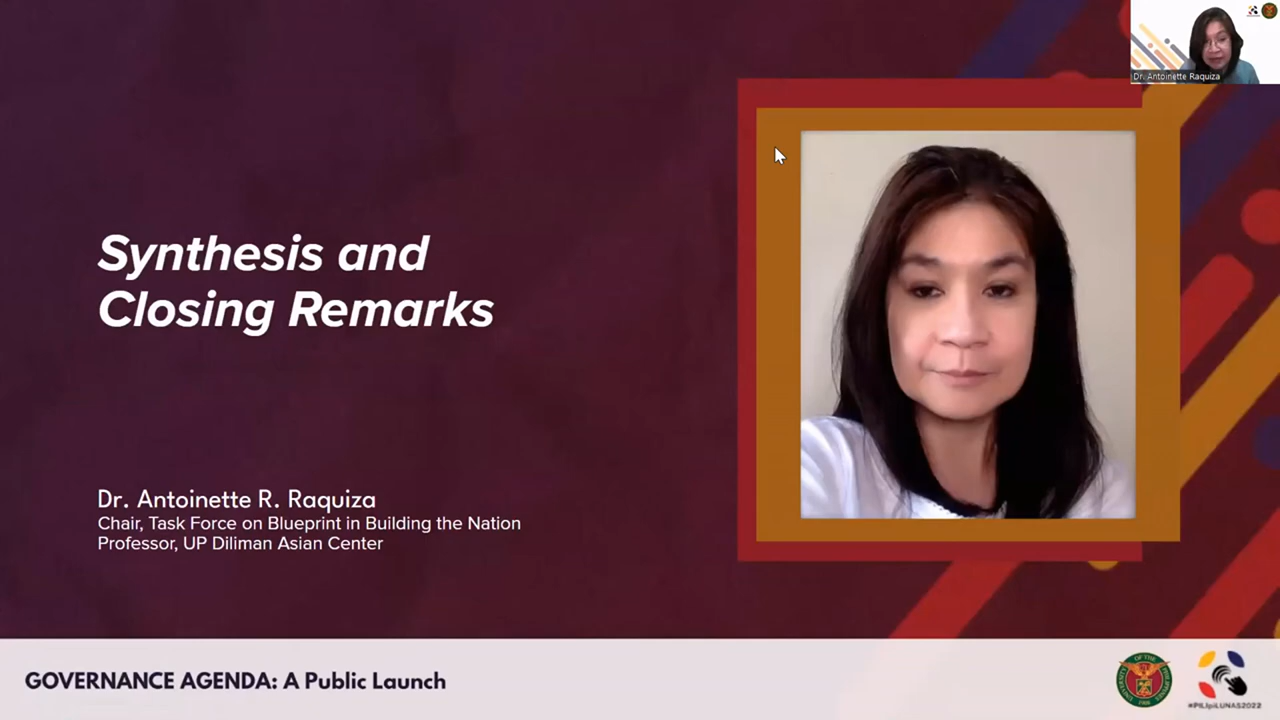 Dr. Antoinette Raquiza
Synthesis and
Closing Remarks
Dr. Antoinette R. Raquiza
Chair, Task Force on Blueprint in Building the Nation
Professor, UP Diliman Asian Center
GOVERNANCE AGENDA: A Public Launch
#PILIpiLUNAS2022